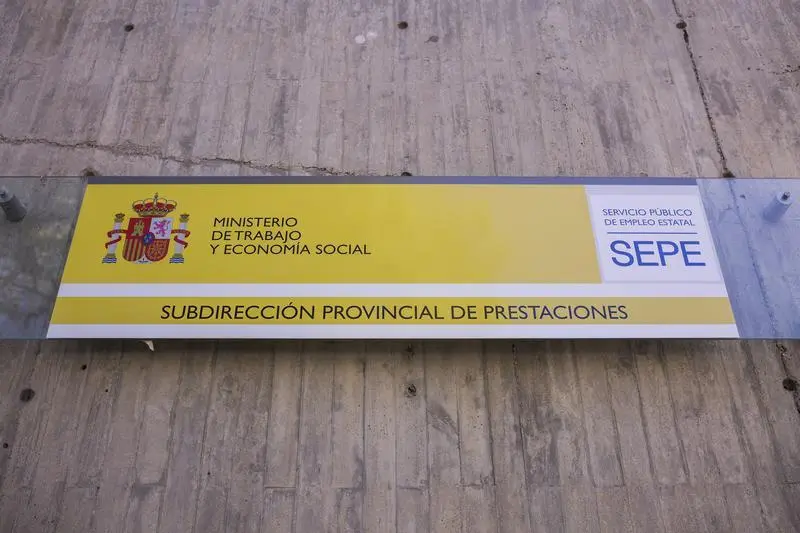 MINISTERIO
DE TRABAJO
Y ECONOMÍA SOCIAL
SERVICIO PÚBLICO
DE EMPLEO ESTATAL
SEPE
SUBDIRECCIÓN PROVINCIAL DE PRESTACIONES